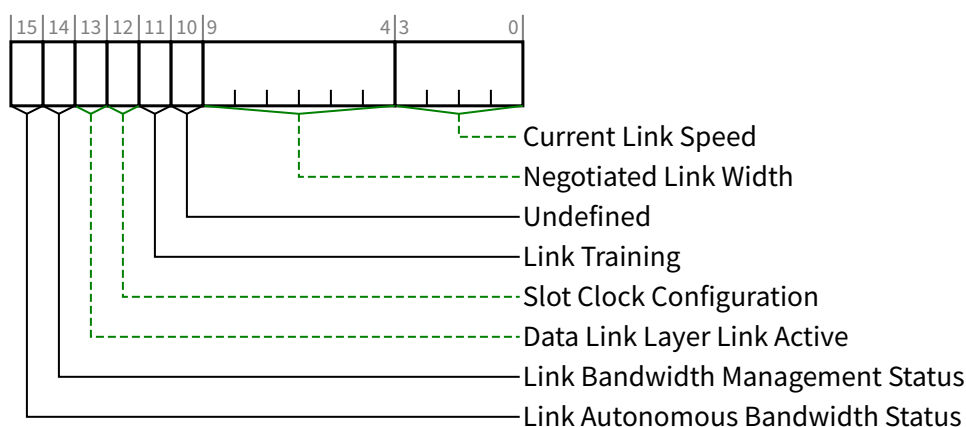 15 14 13 12 11 10 9 4 3 0
Current Link Speed
Negotiated Link Width
Undefined
Link Training
Slot Clock Configuration
Data Link Layer Link Active
Link Bandwidth Management Status
Link Autonomous Bandwidth Status